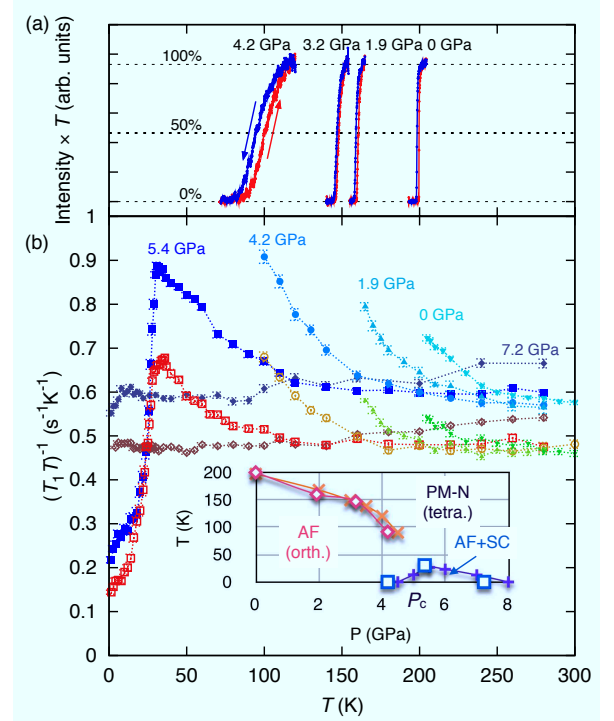 (a)
4.2 GPa 3.2 GPa 1.9 GPa 0 GPa
100%
50%
0%
Intensity × T (arb. units)
(b)
5.4 GPa
4.2 GPa
1.9 GPa
0 GPa
7.2 GPa
1
0.9
0.8
0.7
0.6
0.5
0.4
0.3
0.2
0.1
0
(T₁T)⁻¹ (s⁻¹K⁻¹)
200
150
100
50
0
T (K)
PM-N
(tetra.)
AF
(orth.)
AF+SC
0 2 4 6 8
Pc
P (GPa)
0 50 100 150 200 250 300
T (K)